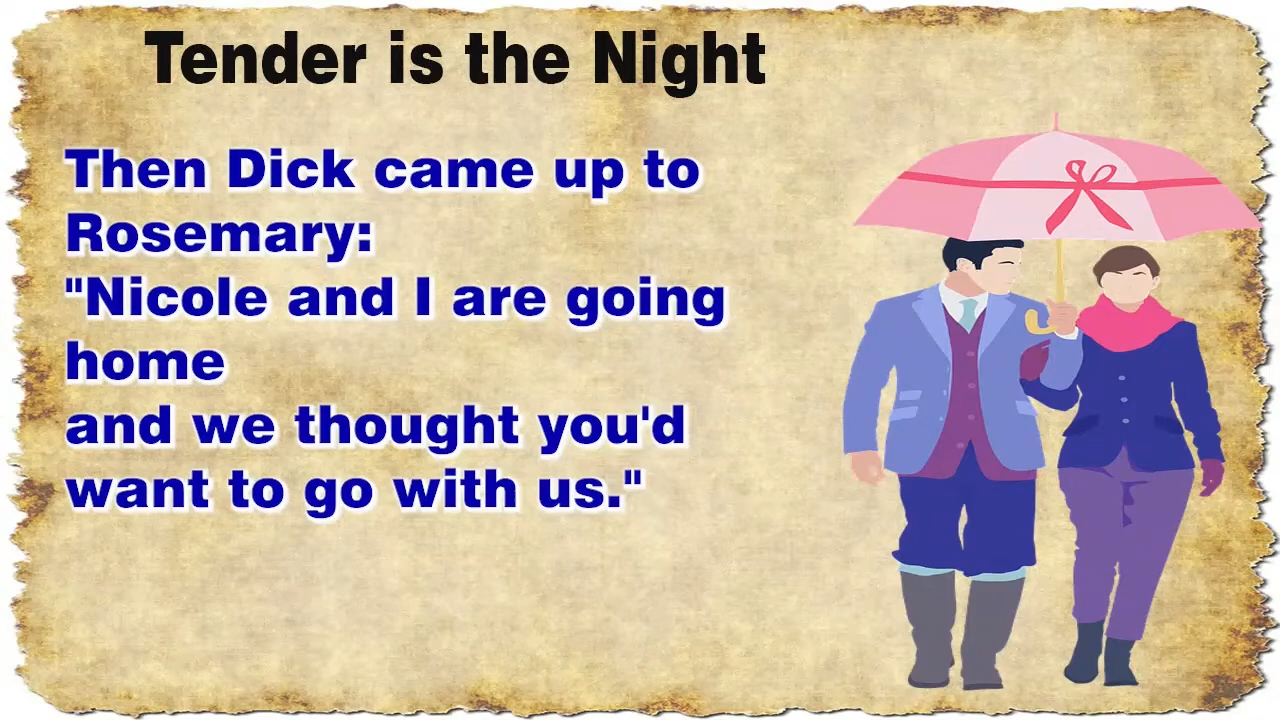 Tender is the Night
Then Dick came up to
Rosemary:
"Nicole and I are going
home
and we thought you'd
want to go with us."